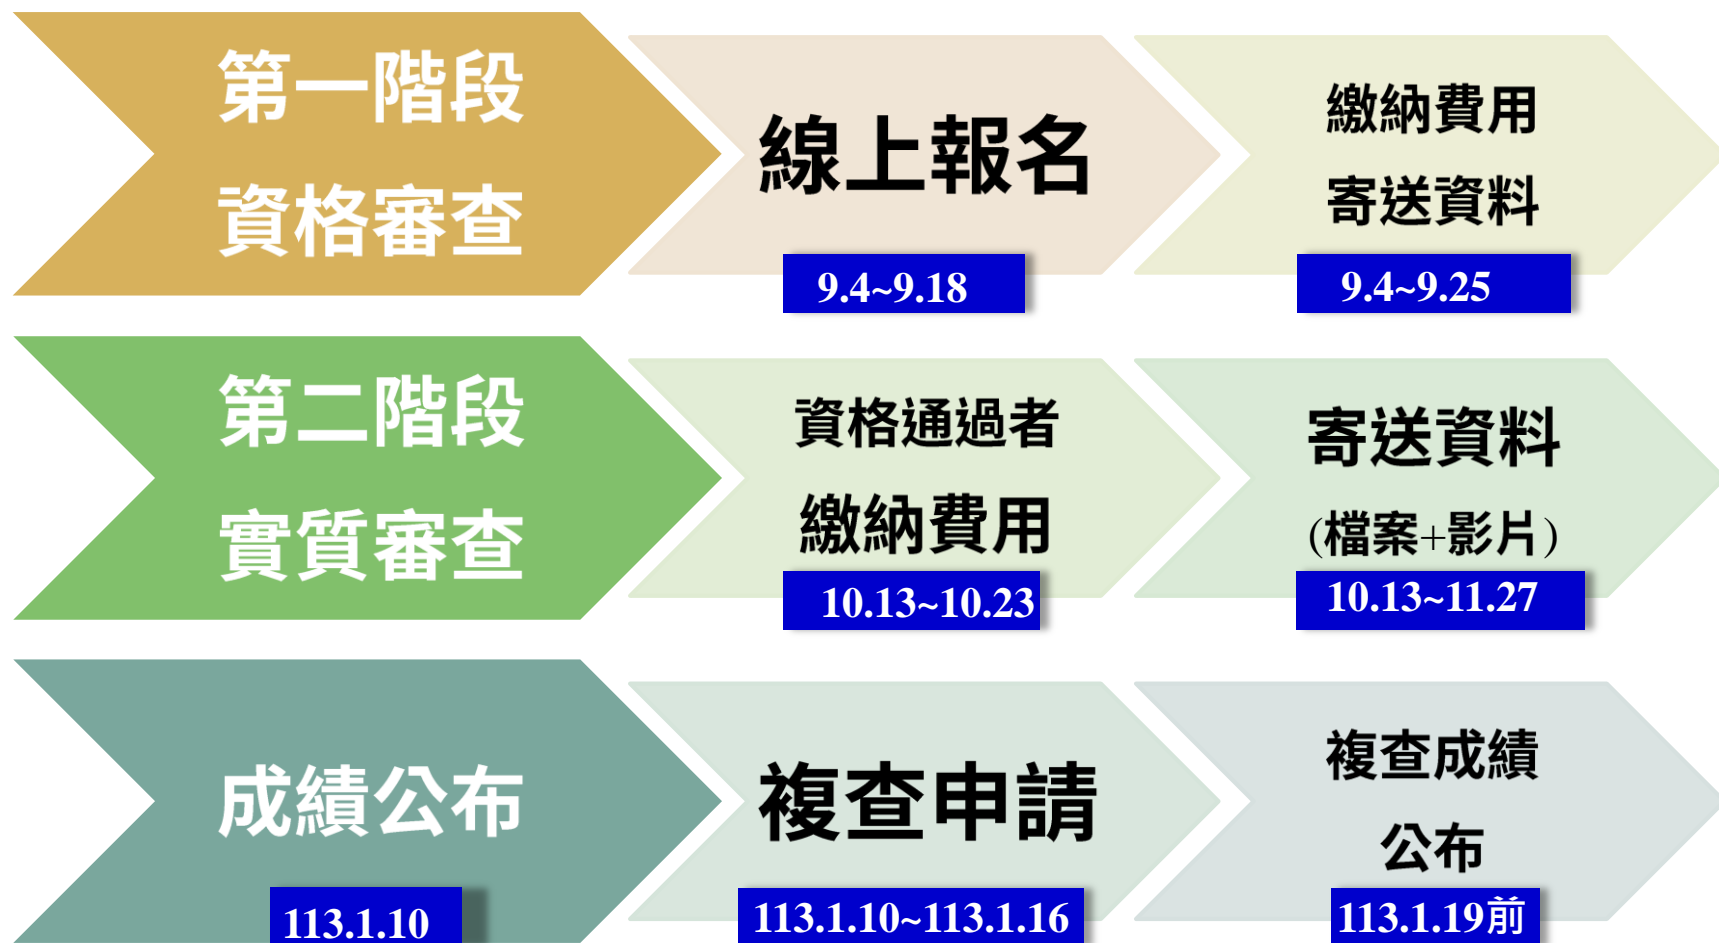 第一階段
資格審查
線上報名
9.4~9.18
繳納費用
寄送資料
9.4~9.25
第二階段
實質審查
資格通過者
繳納費用
10.13~10.23
寄送資料
(檔案+影片)
10.13~11.27
成績公布
113.1.10
複查申請
113.1.10~113.1.16
複查成績
公布
113.1.19前